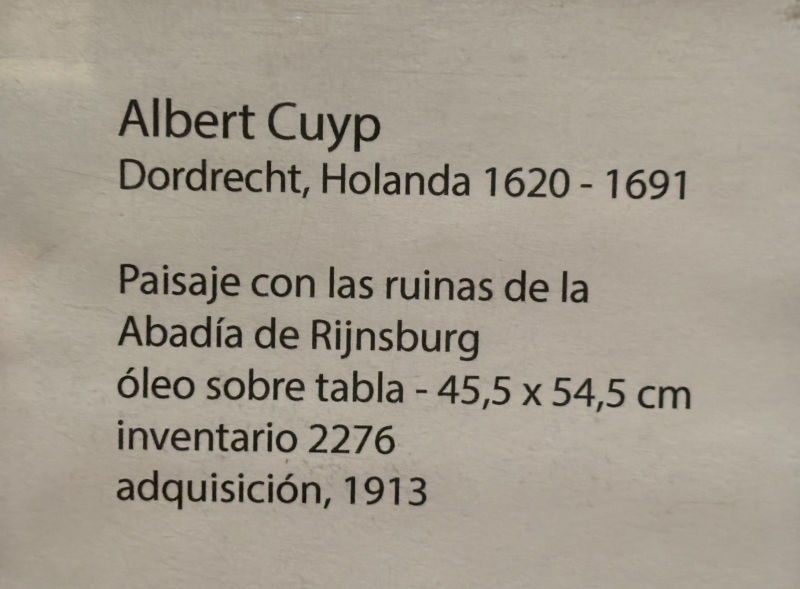 Albert Cuyp
Dordrecht, Holanda 1620 - 1691
Paisaje con las ruinas de la
Abadía de Rijnsburg
óleo sobre tabla - 45,5 x 54,5 cm
inventario 2276
adquisición, 1913